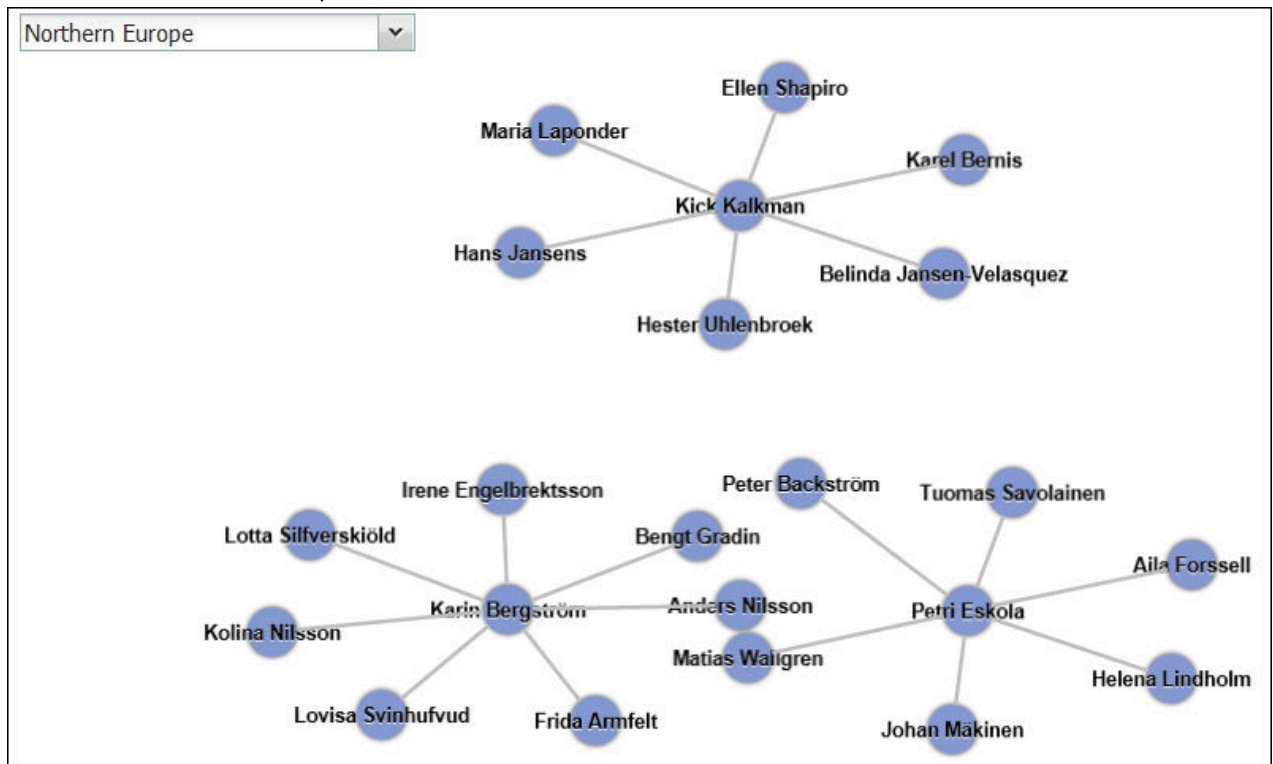 Northern Europe
Ellen Shapiro
Maria Laponder
Karel Bernis
Kick Kalkman
Hans Jansens
Belinda Jansen-Velasquez
Hester Uhlenbroek
Irene Engelbrektsson
Peter Backström
Tuomas Savolainen
Lotta Silfverskiöld
Bengt Gradin
Aila Forssell
Karin Bergström
Anders Nilsson
Petri Eskola
Kolina Nilsson
Matias Wallgren
Helena Lindholm
Lovisa Svinhufvud
Frida Armfelt
Johan Mäkinen